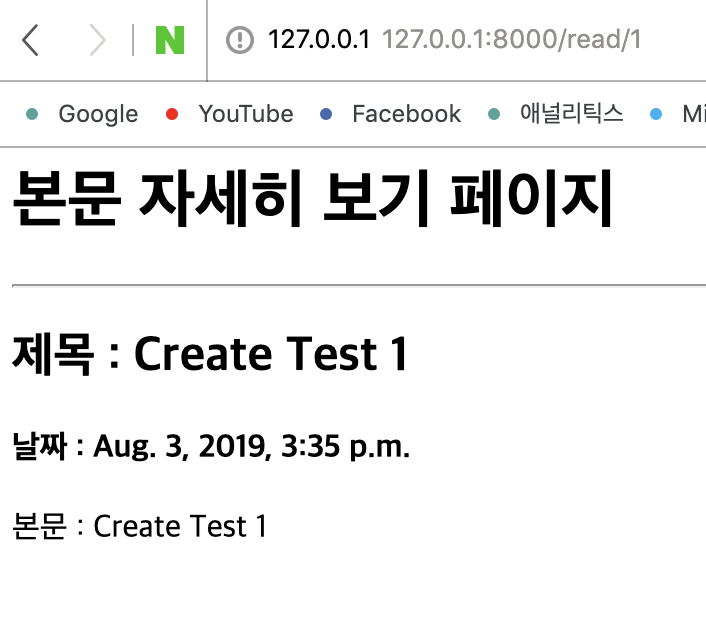 N 127.0.0.1 127.0.0.1:8000/read/1
Google YouTube Facebook 애널리틱스 Mi
본문 자세히 보기 페이지
제목 : Create Test 1
날짜 : Aug. 3, 2019, 3:35 p.m.
본문 : Create Test 1